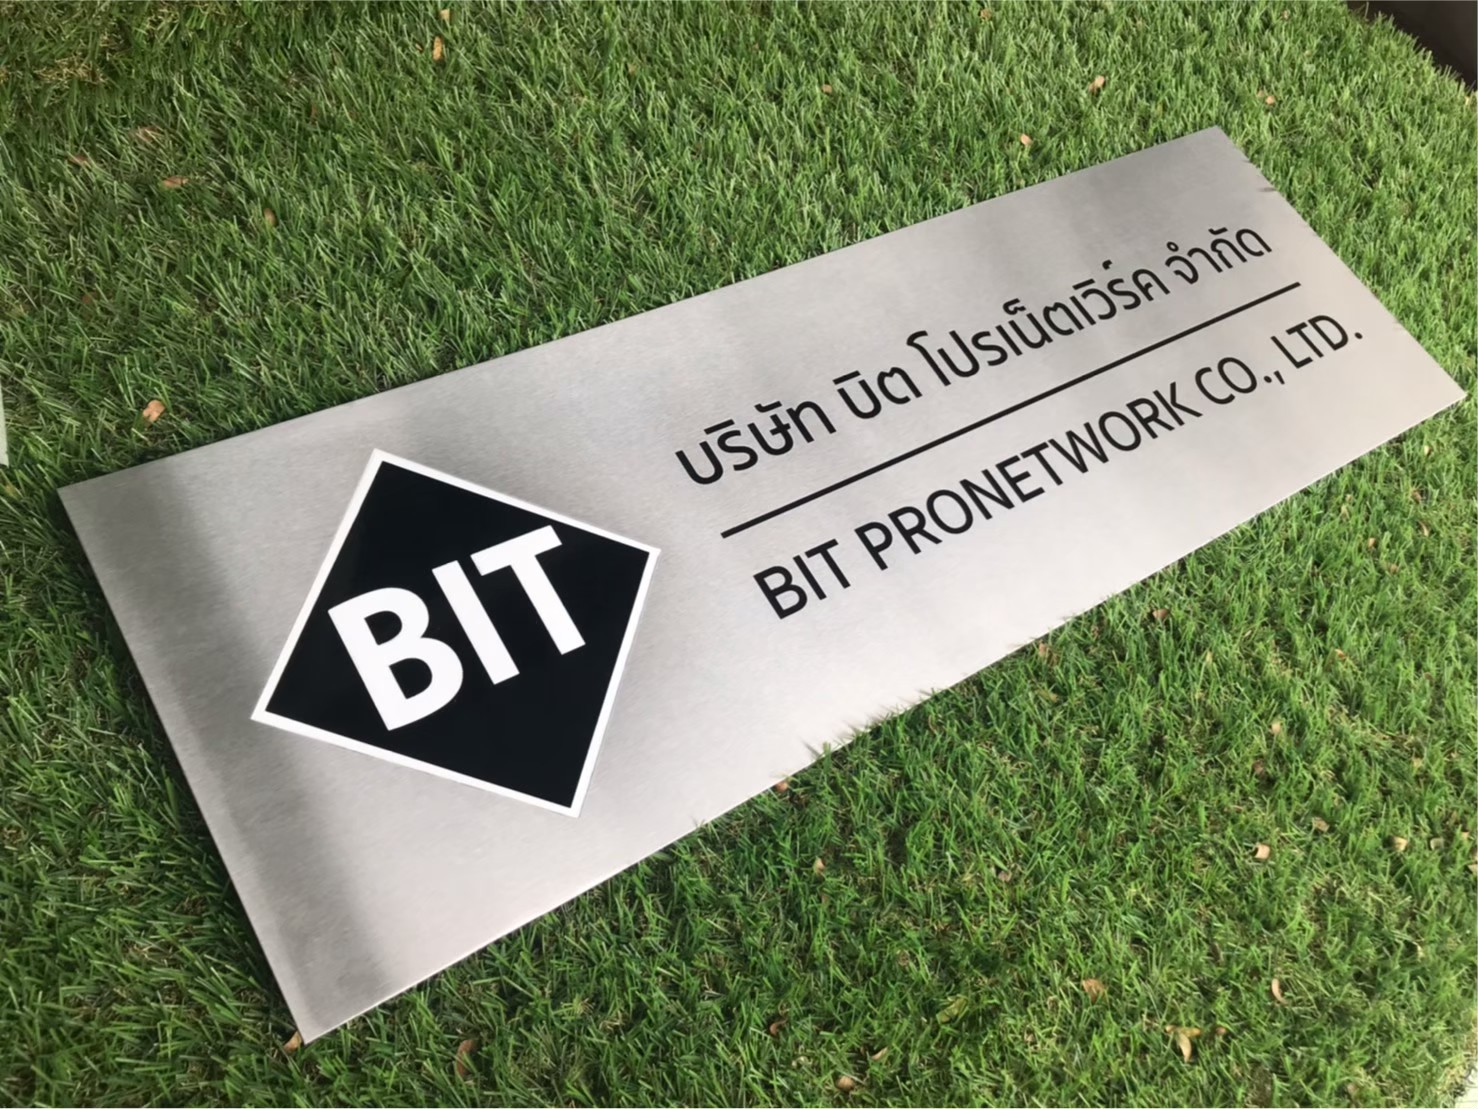 BIT
บริษัท บิต โปรเน็ตเวิร์ค จำกัด
BIT PRONETWORK CO., LTD.